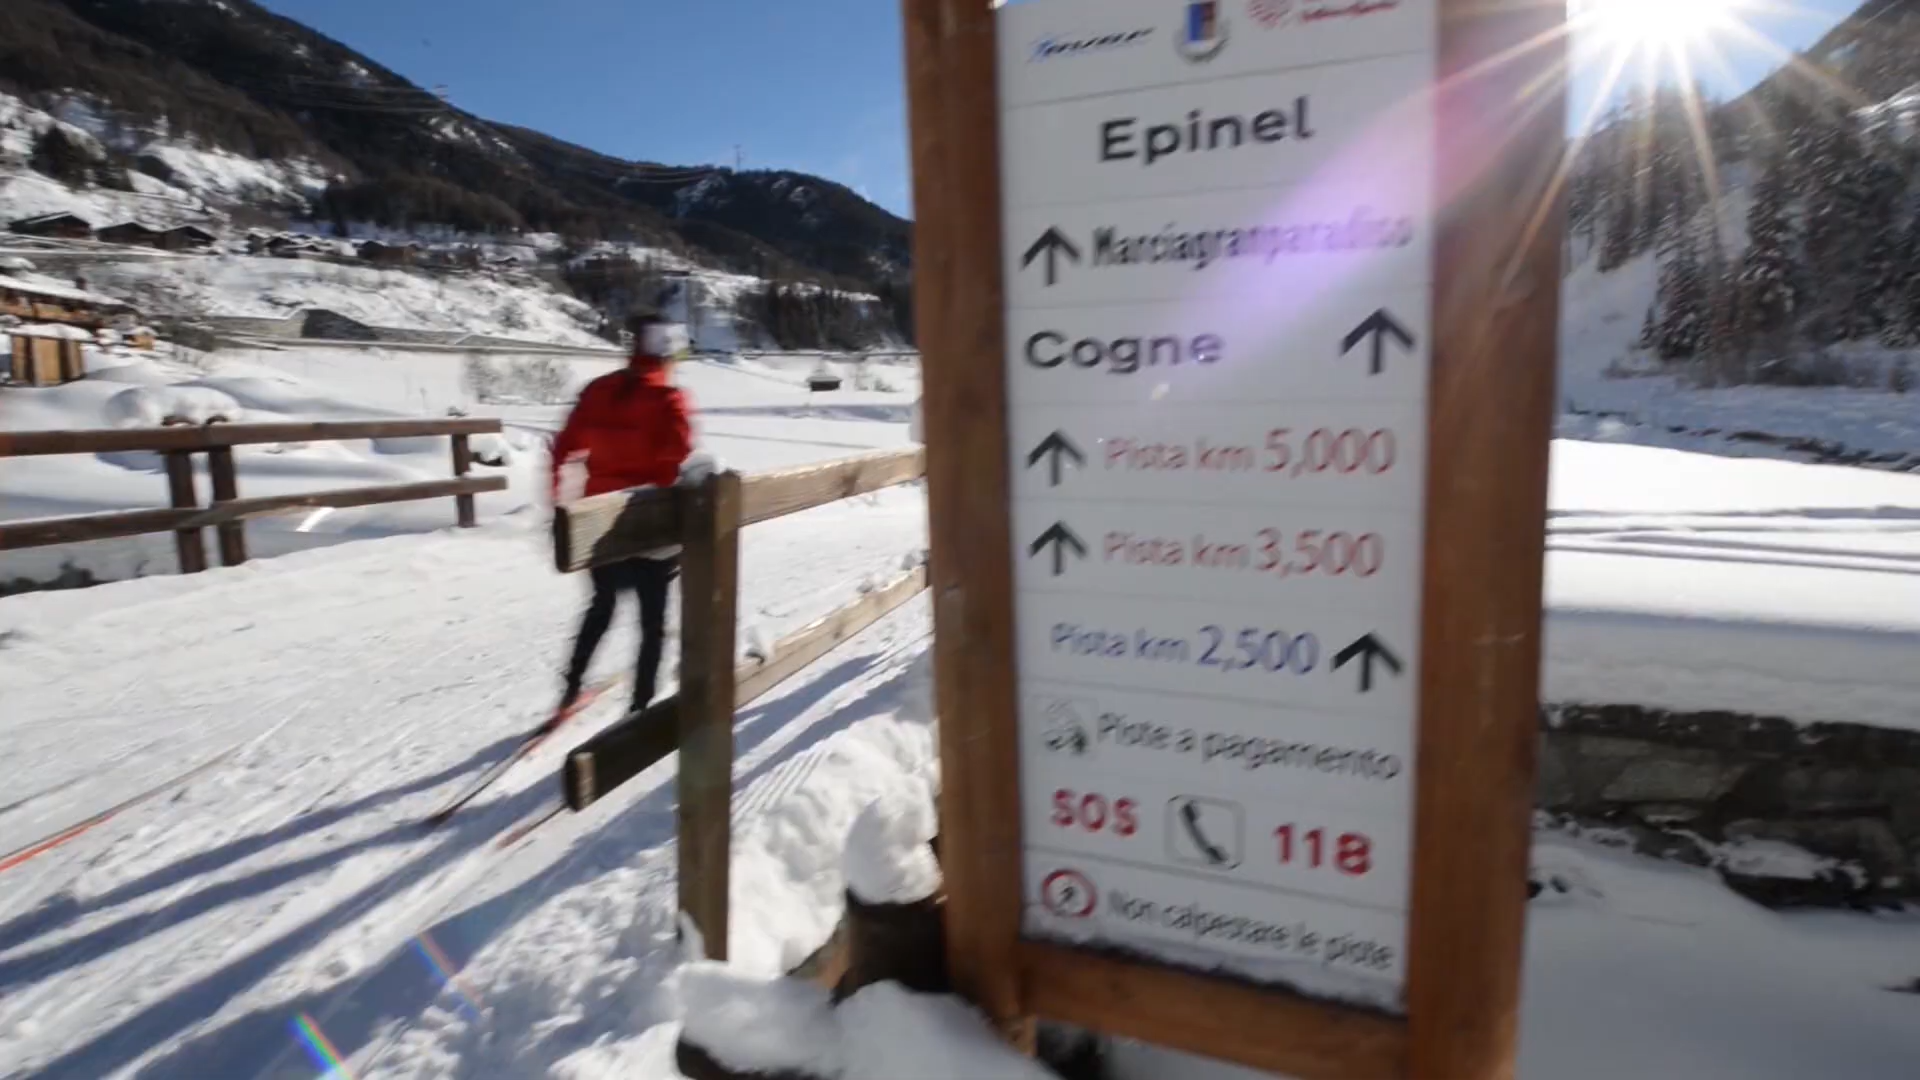 Epinel
Marciagranparadiso
Cogne
Pista km 5,000
Pista km 3,500
Pista km 2,500
Piste a pagamento
SOS 118
Non calpestare le piste